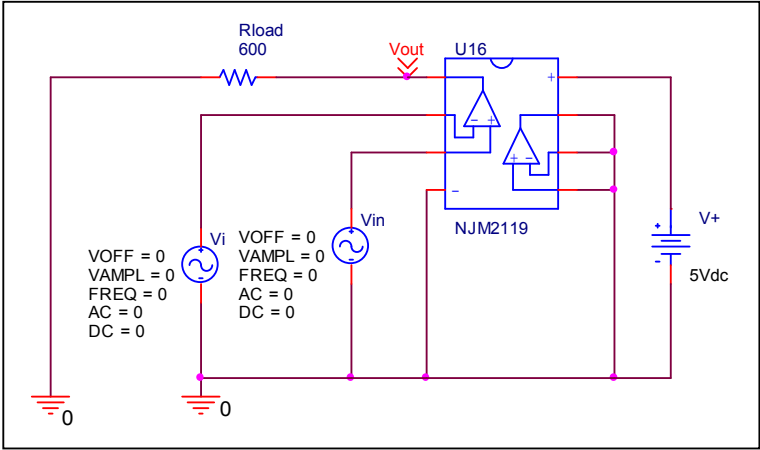 Rload
600
Vout
U16
+
- +
+ -
-
NJM2119
Vi
VOFF = 0
VAMPL = 0
FREQ = 0
AC = 0
DC = 0
Vin
VOFF = 0
VAMPL = 0
FREQ = 0
AC = 0
DC = 0
V+
+
-
5Vdc
0
0